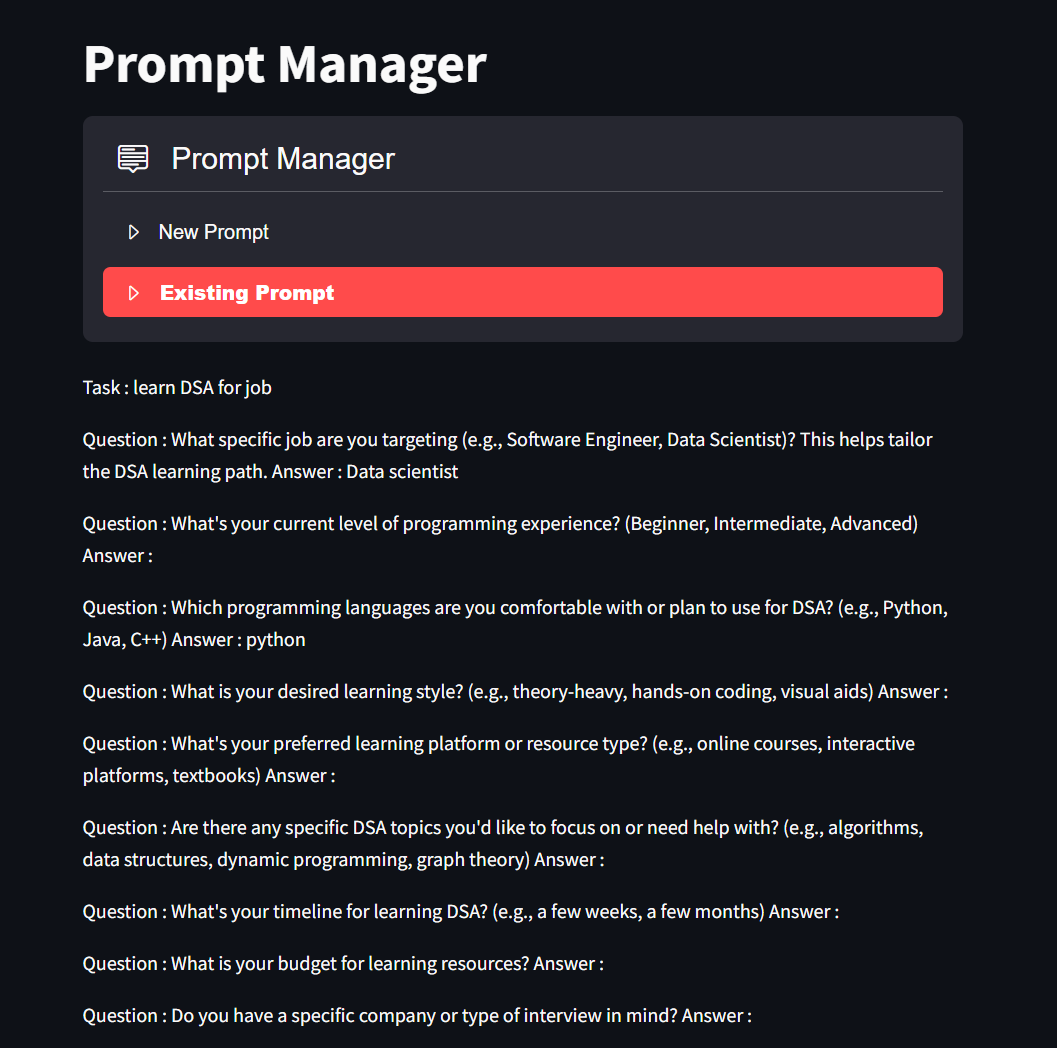 Prompt Manager
Prompt Manager
New Prompt
Existing Prompt
Task : learn DSA for job
Question : What specific job are you targeting (e.g., Software Engineer, Data Scientist)? This helps tailor
the DSA learning path. Answer : Data scientist
Question : What's your current level of programming experience? (Beginner, Intermediate, Advanced)
Answer :
Question : Which programming languages are you comfortable with or plan to use for DSA? (e.g., Python,
Java, C++) Answer : python
Question : What is your desired learning style? (e.g., theory-heavy, hands-on coding, visual aids) Answer :
Question : What's your preferred learning platform or resource type? (e.g., online courses, interactive
platforms, textbooks) Answer :
Question : Are there any specific DSA topics you'd like to focus on or need help with? (e.g., algorithms,
data structures, dynamic programming, graph theory) Answer :
Question : What's your timeline for learning DSA? (e.g., a few weeks, a few months) Answer :
Question : What is your budget for learning resources? Answer :
Question : Do you have a specific company or type of interview in mind? Answer :